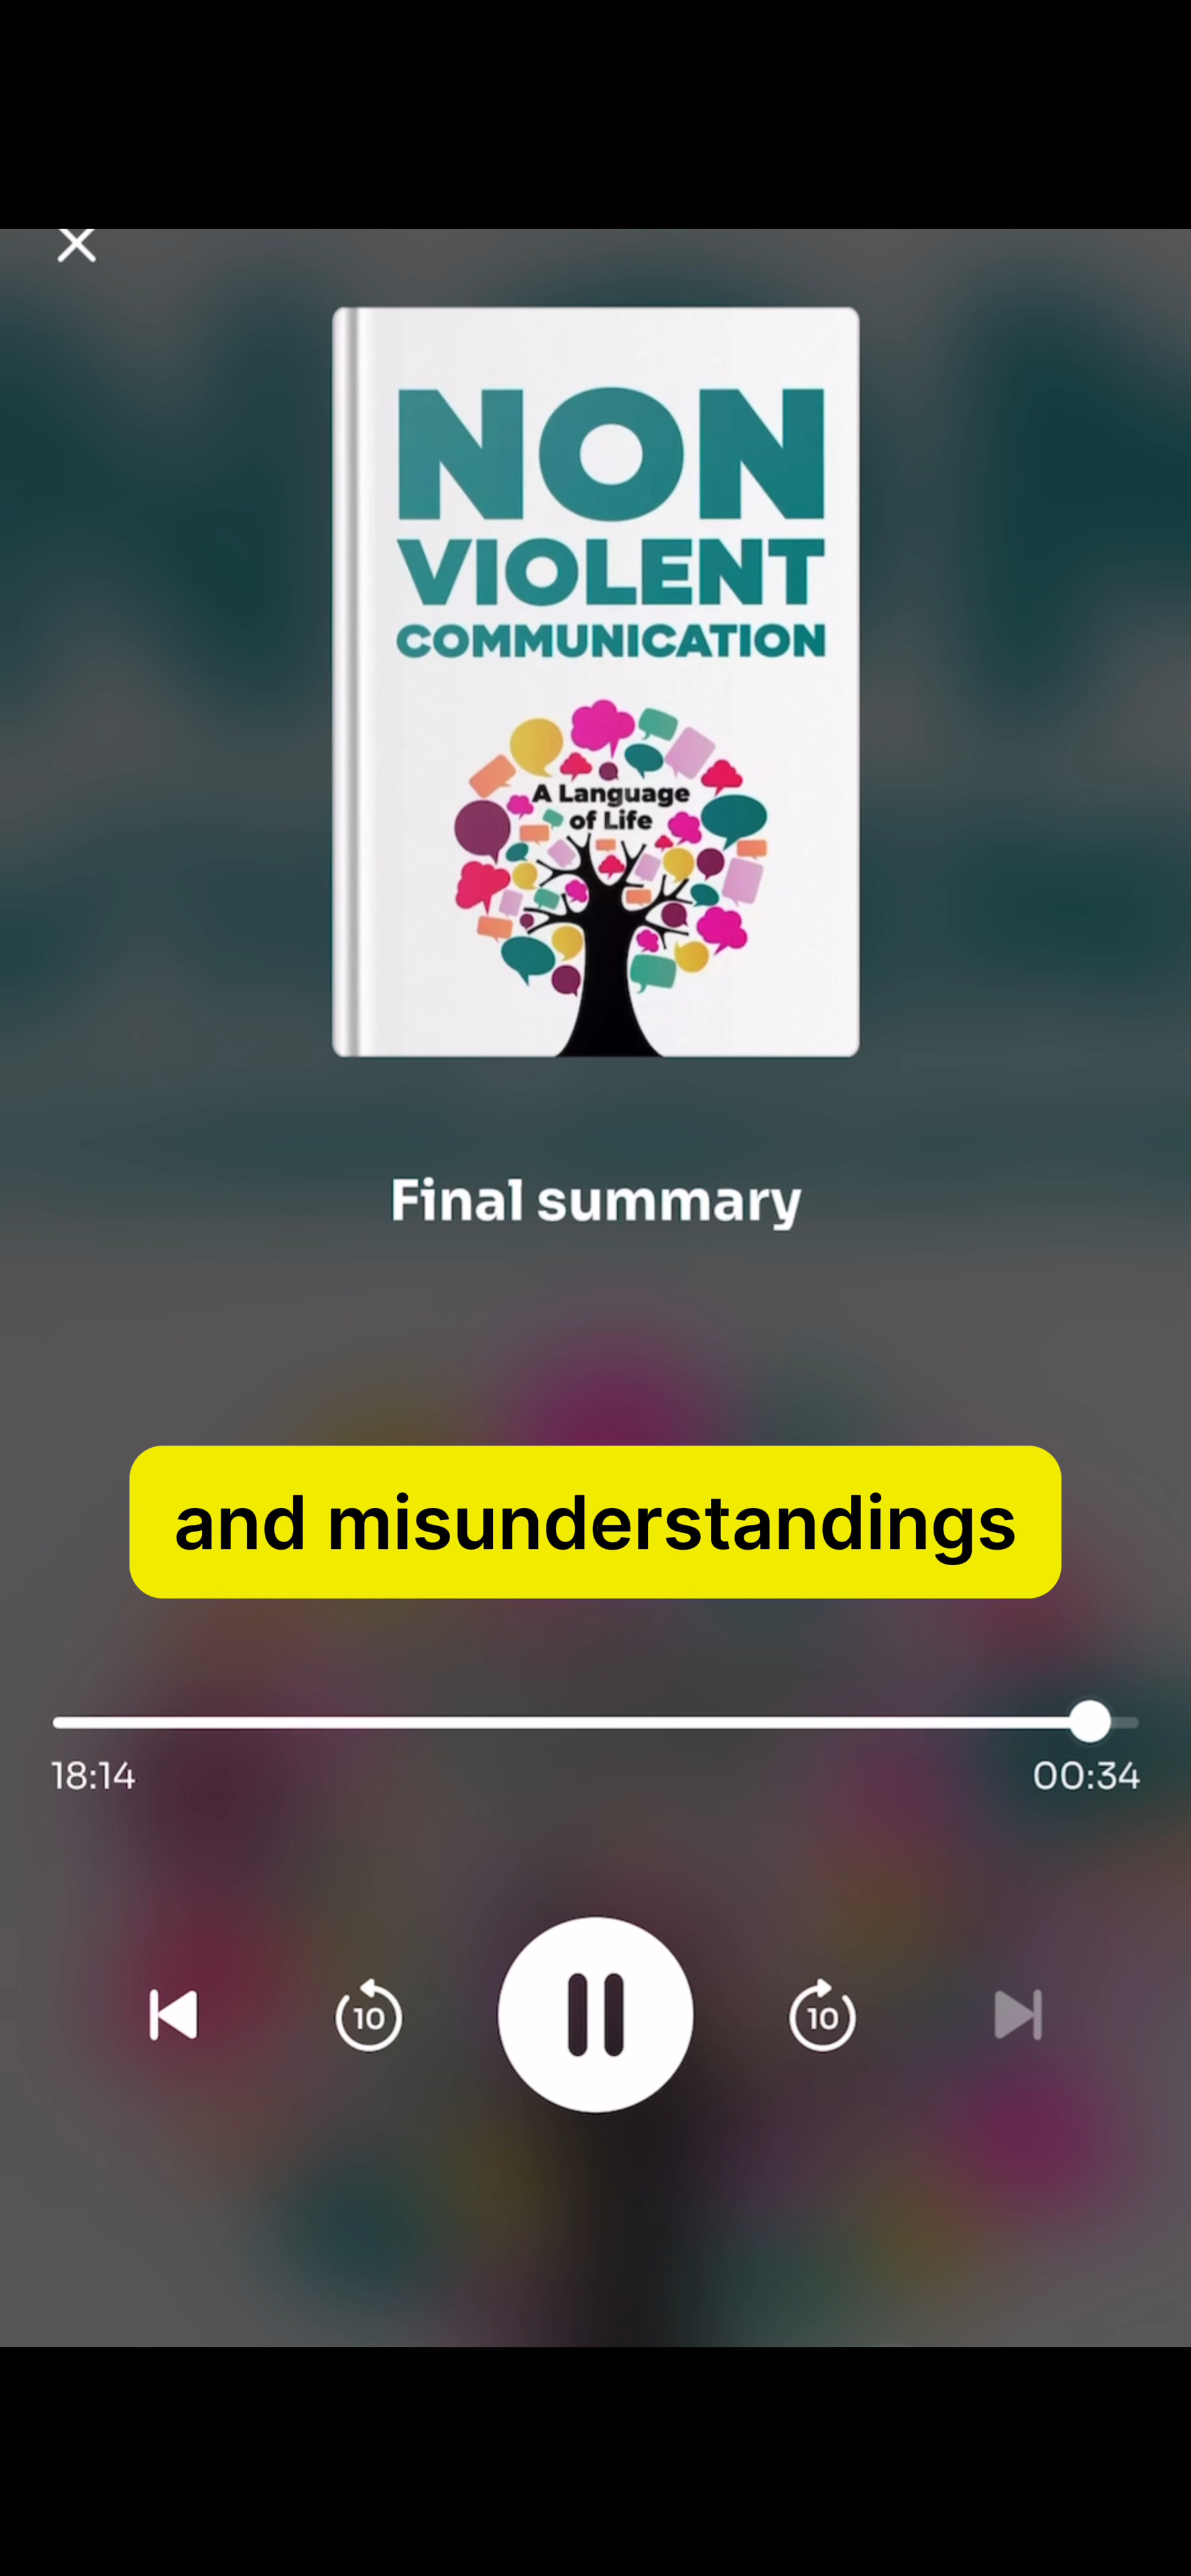 NON
VIOLENT
COMMUNICATION
A Language
of Life
Final summary
and misunderstandings
18:14
00:34
10
10